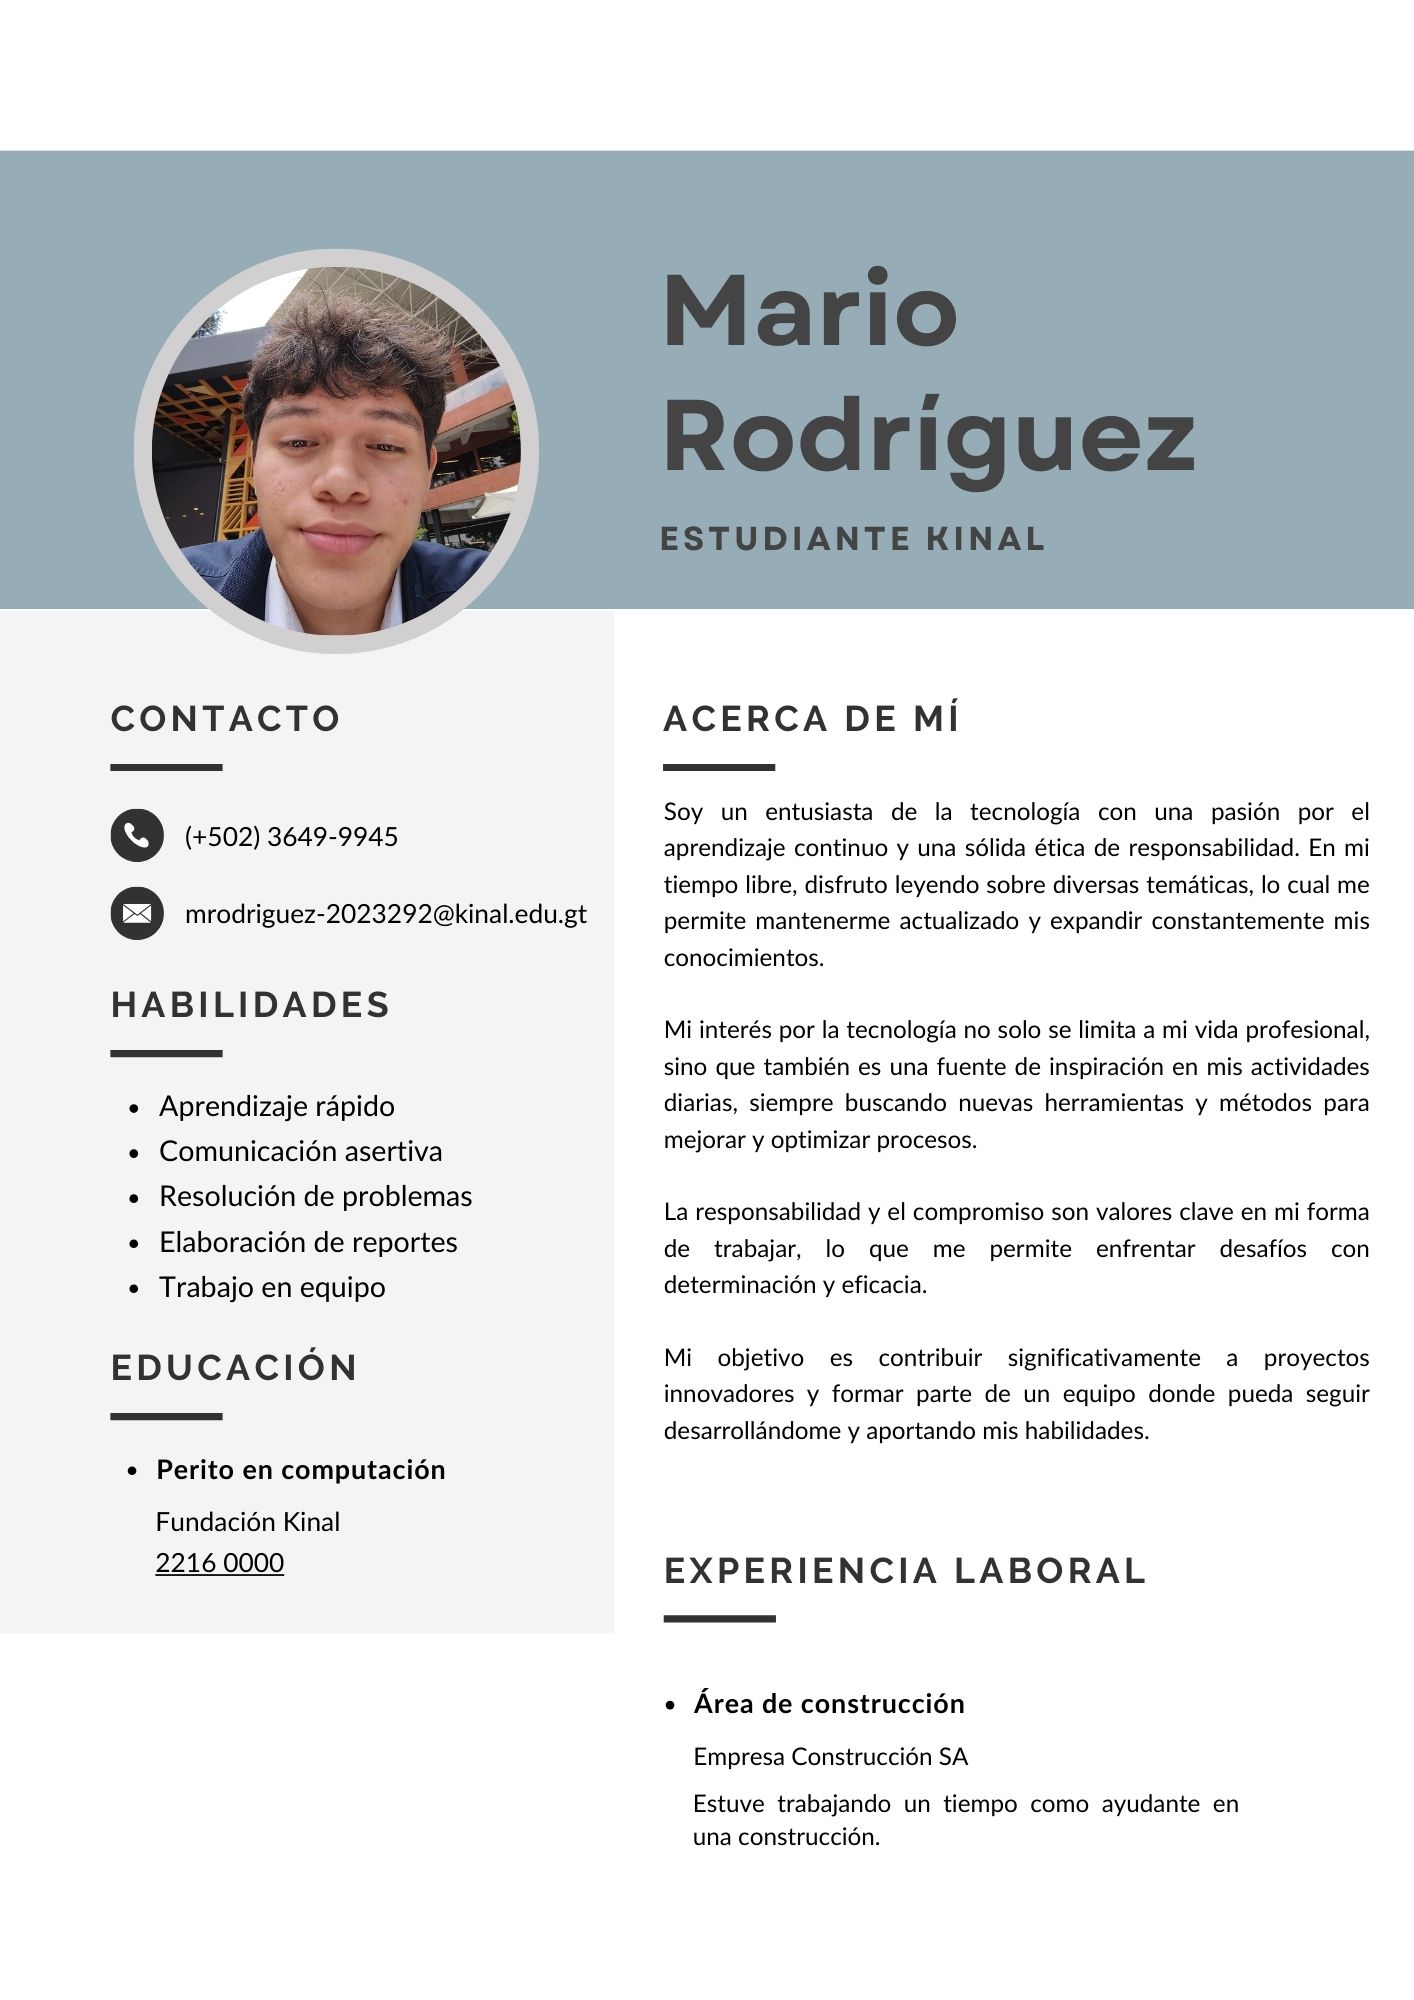 Mario
Rodríguez
ESTUDIANTE KINAL
CONTACTO
(+502) 3649-9945
mrodriguez-2023292@kinal.edu.gt
HABILIDADES
• Aprendizaje rápido
• Comunicación asertiva
• Resolución de problemas
• Elaboración de reportes
• Trabajo en equipo
EDUCACIÓN
• Perito en computación
Fundación Kinal
2216 0000
ACERCA DE MÍ
Soy un entusiasta de la tecnología con una pasión por el
aprendizaje continuo y una sólida ética de responsabilidad. En mi
tiempo libre, disfruto leyendo sobre diversas temáticas, lo cual me
permite mantenerme actualizado y expandir constantemente mis
conocimientos.
Mi interés por la tecnología no solo se limita a mi vida profesional,
sino que también es una fuente de inspiración en mis actividades
diarias, siempre buscando nuevas herramientas y métodos para
mejorar y optimizar procesos.
La responsabilidad y el compromiso son valores clave en mi forma
de trabajar, lo que me permite enfrentar desafíos con
determinación y eficacia.
Mi objetivo es contribuir significativamente a proyectos
innovadores y formar parte de un equipo donde pueda seguir
desarrollándome y aportando mis habilidades.
EXPERIENCIA LABORAL
• Área de construcción
Empresa Construcción SA
Estuve trabajando un tiempo como ayudante en
una construcción.